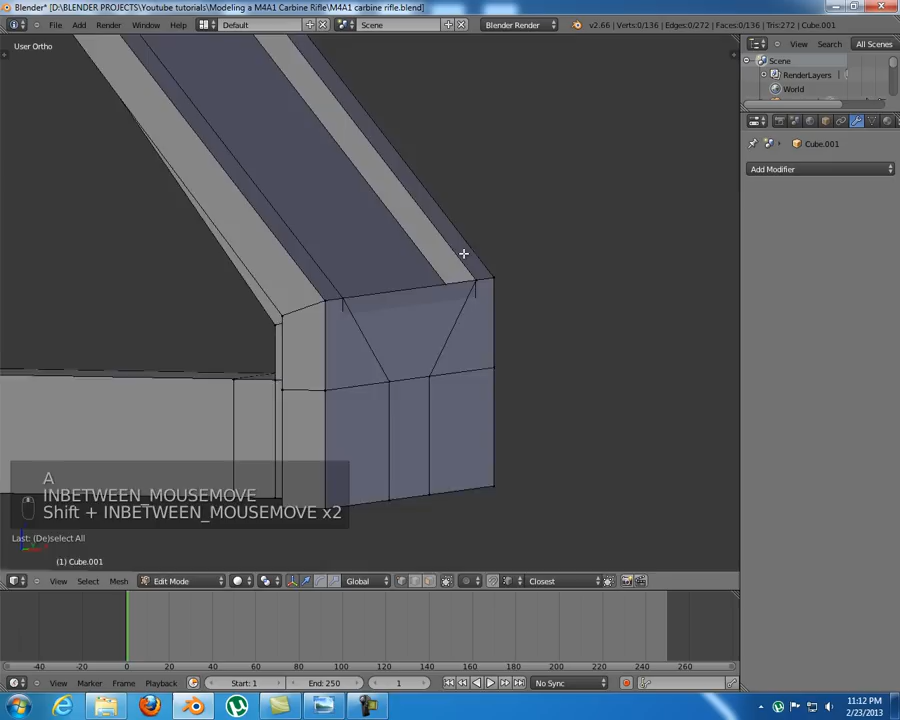 Blender* [D:\BLENDER PROJECTS\Youtube tutorials\Modeling a M4A1 Carbine Rifle\M4A1 carbine rifle.blend]
File Add Render Window Help Default Scene Blender Render v2.66 | Verts:0/136 | Edges:0/272 | Faces:0/136 | Tris:272 | Cube.001
User Ortho
View Search All Scenes
Scene
RenderLayers
World
Cube.001
Add Modifier
A
INBETWEEN_MOUSEMOVE
Shift + INBETWEEN_MOUSEMOVE x2
Last: (De)select All
(1) Cube.001
View Select Mesh Edit Mode Global Closest
-40 -20 0 20 40 60 80 100 120 140 160 180 200 220 240 260
View Marker Frame Playback Start: 1 End: 250 1 No Sync
11:12 PM
2/23/2013